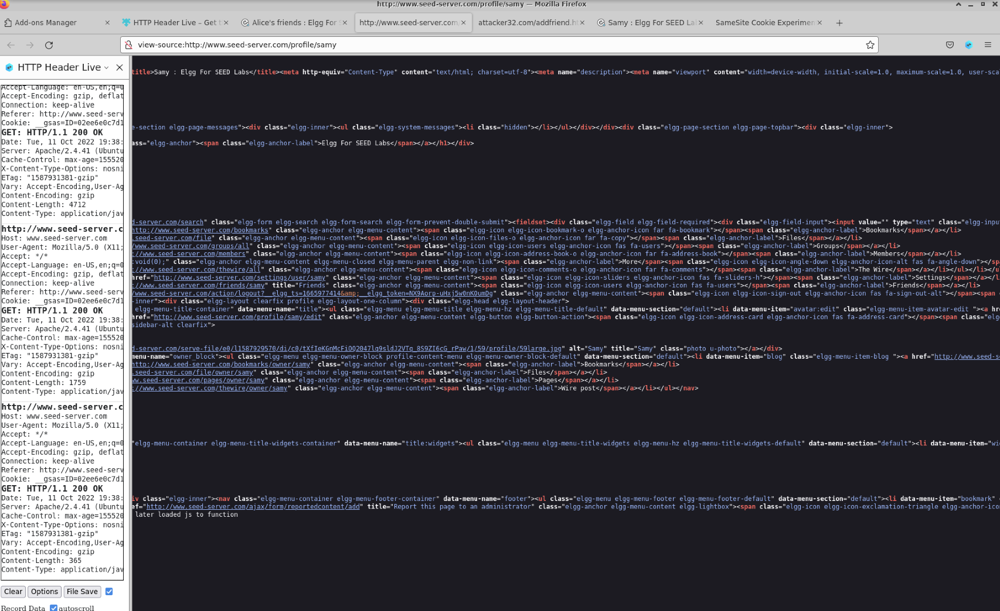 http://www.seed-server.com/profile/samy — Mozilla Firefox
Add-ons Manager
HTTP Header Live – Get t
Alice's friends : Elgg For S
http://www.seed-server.com
attacker32.com/addfriend.ht
Samy : Elgg For SEED La
SameSite Cookie Experimen
view-source:http://www.seed-server.com/profile/samy
HTTP Header Live
Accept-Language: en-US,en;q=0
Accept-Encoding: gzip, deflat
Connection: keep-alive
Referer: http://www.seed-serv
Cookie: __gsas=ID=02ee6e0c7d1
GET: HTTP/1.1 200 OK
Date: Tue, 11 Oct 2022 19:38:
Server: Apache/2.4.41 (Ubuntu
Cache-Control: max-age=155520
X-Content-Type-Options: nosni
ETag: "1587931381-gzip"
Vary: Accept-Encoding,User-Ag
Content-Encoding: gzip
Content-Length: 4712
Content-Type: application/jav
http://www.seed-server.c
Host: www.seed-server.com
User-Agent: Mozilla/5.0 (X11;
Accept: */*
Accept-Language: en-US,en;q=0
Accept-Encoding: gzip, deflat
Connection: keep-alive
Referer: http://www.seed-serv
Cookie: __gsas=ID=02ee6e0c7d1
GET: HTTP/1.1 200 OK
Date: Tue, 11 Oct 2022 19:38:
Server: Apache/2.4.41 (Ubuntu
Cache-Control: max-age=155520
X-Content-Type-Options: nosni
ETag: "1587931381-gzip"
Vary: Accept-Encoding,User-Ag
Content-Encoding: gzip
Content-Length: 1759
Content-Type: application/jav
http://www.seed-server.c
Host: www.seed-server.com
User-Agent: Mozilla/5.0 (X11;
Accept: */*
Accept-Language: en-US,en;q=0
Accept-Encoding: gzip, deflat
Connection: keep-alive
Referer: http://www.seed-serv
Cookie: __gsas=ID=02ee6e0c7d1
GET: HTTP/1.1 200 OK
Date: Tue, 11 Oct 2022 19:38:
Server: Apache/2.4.41 (Ubuntu
Cache-Control: max-age=155520
X-Content-Type-Options: nosni
ETag: "1587931381-gzip"
Vary: Accept-Encoding,User-Ag
Content-Encoding: gzip
Content-Length: 365
Content-Type: application/jav
Clear Options File Save
Record Data autoscroll
title>Samy : Elgg For SEED Labs</title><meta http-equiv="Content-Type" content="text/html; charset=utf-8"><meta name="description"><meta name="viewport" content="width=device-width, initial-scale=1.0, maximum-scale=1.0, user-sca
e-section elgg-page-messages"><div class="elgg-inner"><ul class="elgg-system-messages"><li class="hidden"></li></ul></div></div><div class="elgg-page-section elgg-page-topbar"><div class="elgg-inner">
ass="elgg-anchor"><span class="elgg-anchor-label">Elgg For SEED Labs</span></a></h1></div>
d-server.com/search" class="elgg-form elgg-search elgg-form-search elgg-form-prevent-double-submit"><fieldset><div class="elgg-field elgg-field-required"><div class="elgg-field-input"><input value="" type="text" class="elgg-inpu
http://www.seed-server.com/bookmarks" class="elgg-anchor elgg-menu-content"><span class="elgg-icon elgg-icon-bookmark-o elgg-anchor-icon far fa-bookmark"></span><span class="elgg-anchor-label">Bookmarks</span></a></li>
.seed-server.com/file" class="elgg-anchor elgg-menu-content"><span class="elgg-icon elgg-icon-files-o elgg-anchor-icon far fa-copy"></span><span class="elgg-anchor-label">Files</span></a></li>
/www.seed-server.com/groups/all" class="elgg-anchor elgg-menu-content"><span class="elgg-icon elgg-icon-users elgg-anchor-icon fas fa-users"></span><span class="elgg-anchor-label">Groups</span></a></li>
://www.seed-server.com/members" class="elgg-anchor elgg-menu-content"><span class="elgg-icon elgg-icon-address-book-o elgg-anchor-icon far fa-address-book"></span><span class="elgg-anchor-label">Members</span></a></li>
:void(0);" class="elgg-anchor elgg-menu-content elgg-menu-closed elgg-menu-parent elgg-non-link"><span class="elgg-anchor-label">More</span><span class="elgg-icon elgg-icon-angle-down elgg-anchor-icon-alt fas fa-angle-down"></sp
://www.seed-server.com/thewire/all" class="elgg-anchor elgg-menu-content"><span class="elgg-icon elgg-icon-comments-o elgg-anchor-icon far fa-comments"></span><span class="elgg-anchor-label">The Wire</span></a></li></ul></li></u
href="http://www.seed-server.com/settings/user/samy" class="elgg-anchor elgg-menu-content"><span class="elgg-icon elgg-icon-sliders elgg-anchor-icon fas fa-sliders-h"></span><span class="elgg-anchor-label">Settings</span></a></l
://www.seed-server.com/friends/samy" title="Friends" class="elgg-anchor elgg-menu-content"><span class="elgg-icon elgg-icon-users elgg-anchor-icon fas fa-users"></span><span class="elgg-anchor-label">Friends</span></a></li>
/www.seed-server.com/action/logout?__elgg_ts=1665977414&amp;__elgg_token=NX9Aorp-uHxj5w0nKOumDg" class="elgg-anchor elgg-menu-content"><span class="elgg-icon elgg-icon-sign-out elgg-anchor-icon fas fa-sign-out-alt"></span><span
-inner"><div class="elgg-layout clearfix profile elgg-layout-one-column"><div class="elgg-head elgg-layout-header">
elgg-menu-title-container" data-menu-name="title"><ul class="elgg-menu elgg-menu-title elgg-menu-hz elgg-menu-title-default" data-menu-section="default"><li data-menu-item="avatar:edit" class="elgg-menu-item-avatar-edit "><a hr
href="http://www.seed-server.com/profile/samy/edit" class="elgg-anchor elgg-menu-content elgg-button elgg-button-action"><span class="elgg-icon elgg-icon-address-card elgg-anchor-icon fas fa-address-card"></span><span class="elg
sidebar-alt clearfix">
d-server.com/serve-file/e0/l1587929570/di/c0/tXfIeKGnMcFiOQ2047lq9sldJ2VTq_8S9ZI6cG_rPaw/1/59/profile/59large.jpg" alt="Samy" title="Samy" class="photo u-photo"></a></div>
menu-name="owner_block"><ul class="elgg-menu elgg-menu-owner-block profile-content-menu elgg-menu-owner-block-default" data-menu-section="default"><li data-menu-item="blog" class="elgg-menu-item-blog "><a href="http://www.seed-s
http://www.seed-server.com/bookmarks/owner/samy" class="elgg-anchor elgg-menu-content"><span class="elgg-anchor-label">Bookmarks</span></a></li>
.seed-server.com/file/owner/samy" class="elgg-anchor elgg-menu-content"><span class="elgg-anchor-label">Files</span></a></li>
ww.seed-server.com/pages/owner/samy" class="elgg-anchor elgg-menu-content"><span class="elgg-anchor-label">Pages</span></a></li>
://www.seed-server.com/thewire/owner/samy" class="elgg-anchor elgg-menu-content"><span class="elgg-anchor-label">Wire post</span></a></li></ul></nav>
"elgg-menu-container elgg-menu-title-widgets-container" data-menu-name="title:widgets"><ul class="elgg-menu elgg-menu-title-widgets elgg-menu-hz elgg-menu-title-widgets-default" data-menu-section="default"><li data-menu-item="wi
iv class="elgg-inner"><nav class="elgg-menu-container elgg-menu-footer-container" data-menu-name="footer"><ul class="elgg-menu elgg-menu-footer elgg-menu-footer-default" data-menu-section="default"><li data-menu-item="bookmark" c
ef="http://www.seed-server.com/ajax/form/reportedcontent/add" title="Report this page to an administrator" class="elgg-anchor elgg-menu-content elgg-lightbox"><span class="elgg-icon elgg-icon-exclamation-triangle elgg-anchor-ico
later loaded js to function